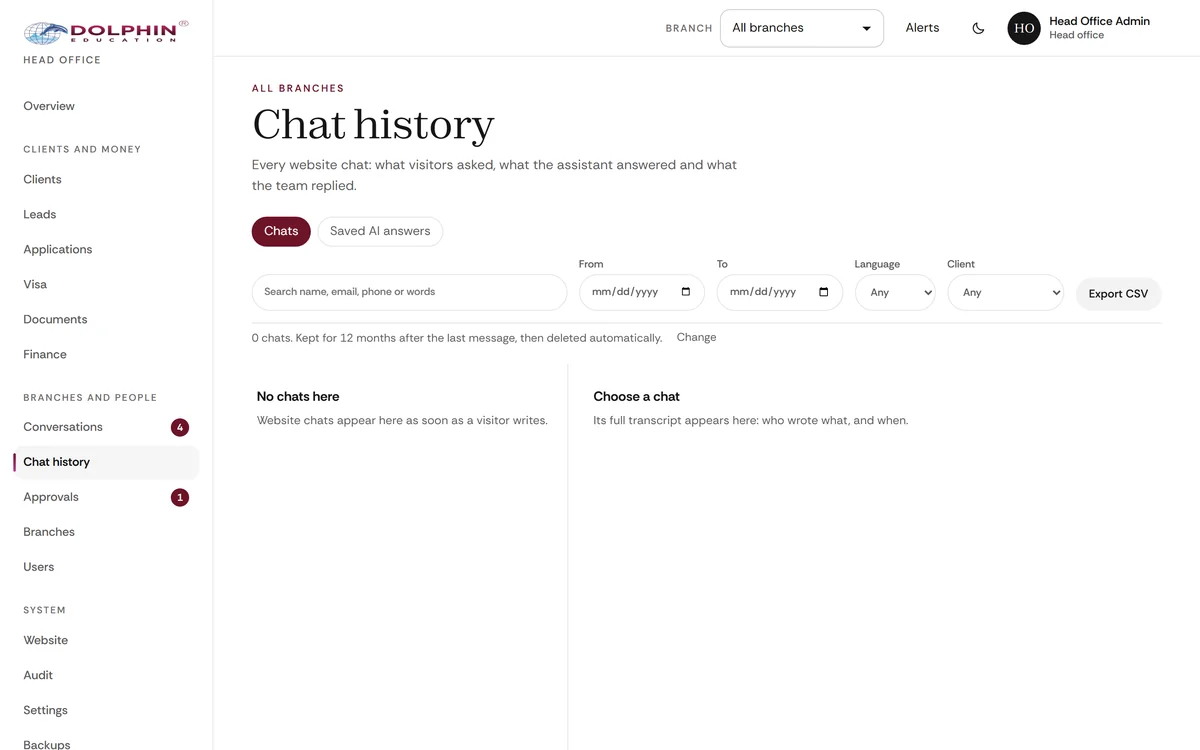 DOLPHIN
EDUCATION
HEAD OFFICE
Overview
CLIENTS AND MONEY
Clients
Leads
Applications
Visa
Documents
Finance
BRANCHES AND PEOPLE
Conversations 4
Chat history
Approvals 1
Branches
Users
SYSTEM
Website
Audit
Settings
Backups
BRANCH All branches Alerts HO Head Office Admin
Head office
ALL BRANCHES
Chat history
Every website chat: what visitors asked, what the assistant answered and what
the team replied.
Chats Saved AI answers
From To Language Client
Search name, email, phone or words mm/dd/yyyy mm/dd/yyyy Any Any Export CSV
0 chats. Kept for 12 months after the last message, then deleted automatically. Change
No chats here
Website chats appear here as soon as a visitor writes.
Choose a chat
Its full transcript appears here: who wrote what, and when.